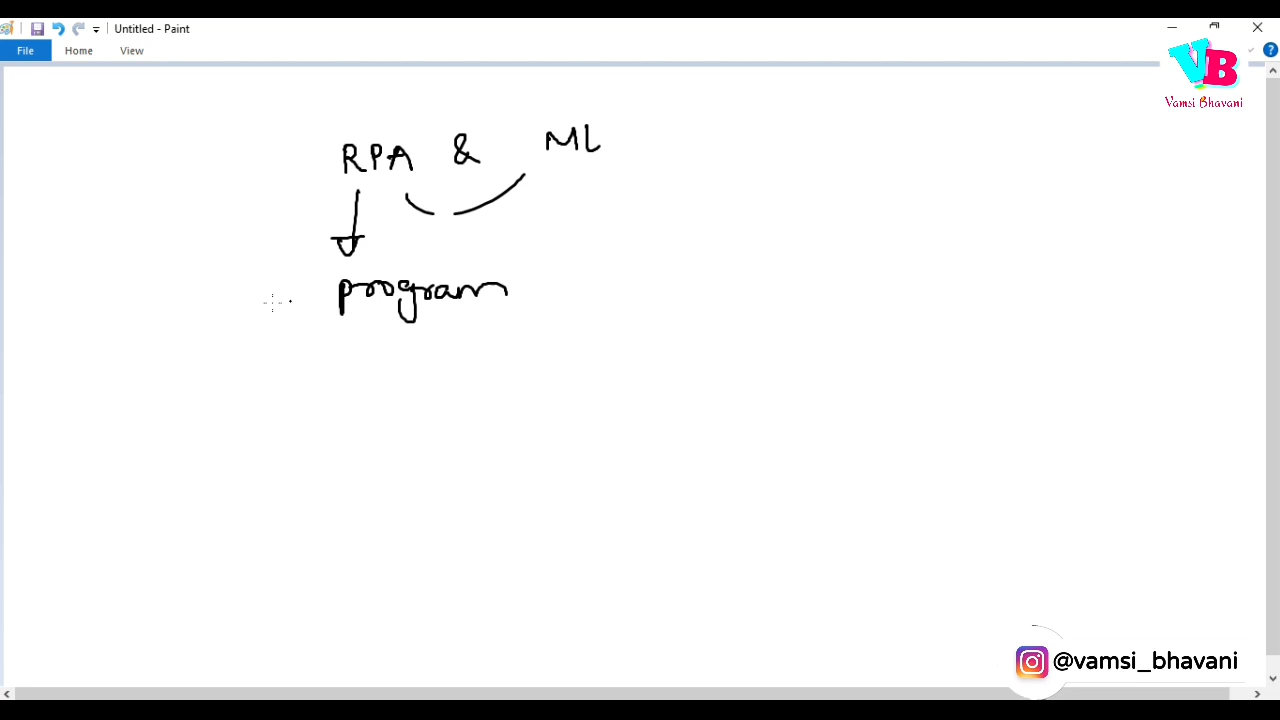 Untitled - Paint
File Home View
VB
Vamsi Bhavani
RPA & ML
program
@vamsi_bhavani